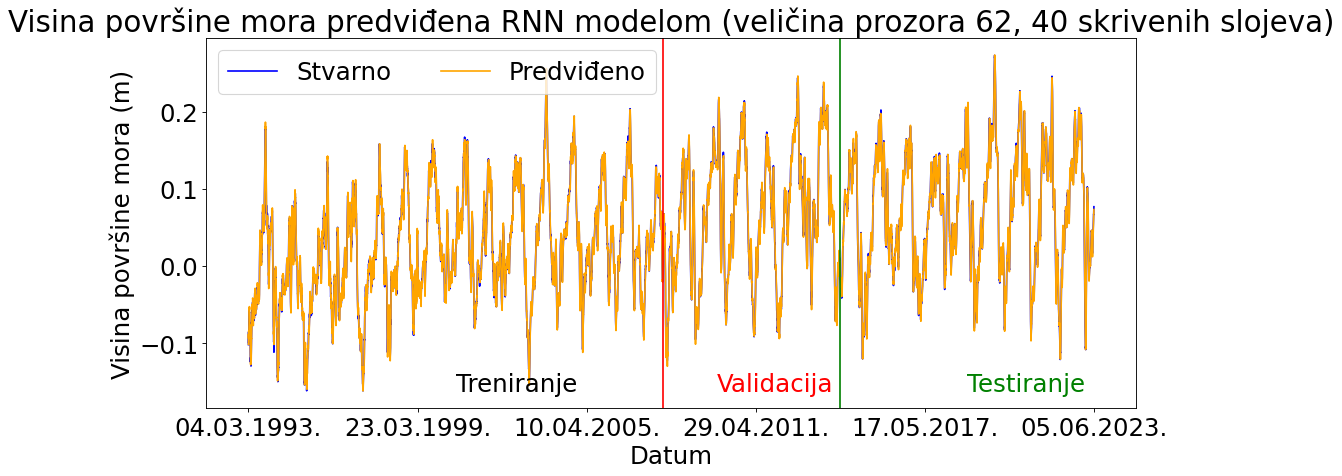 Visina površine mora predviđena RNN modelom (veličina prozora 62, 40 skrivenih slojeva)
Stvarno
Predviđeno
Visina površine mora (m)
0.2
0.1
0.0
−0.1
Treniranje
Validacija
Testiranje
04.03.1993.
23.03.1999.
10.04.2005.
29.04.2011.
17.05.2017.
05.06.2023.
Datum